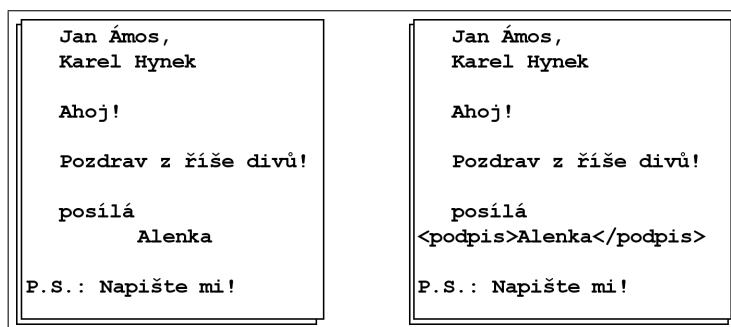 Jan Ámos,
Karel Hynek
Ahoj!
Pozdrav z říše divů!
posílá
Alenka
P.S.: Napište mi!
Jan Ámos,
Karel Hynek
Ahoj!
Pozdrav z říše divů!
posílá
<podpis>Alenka</podpis>
P.S.: Napište mi!